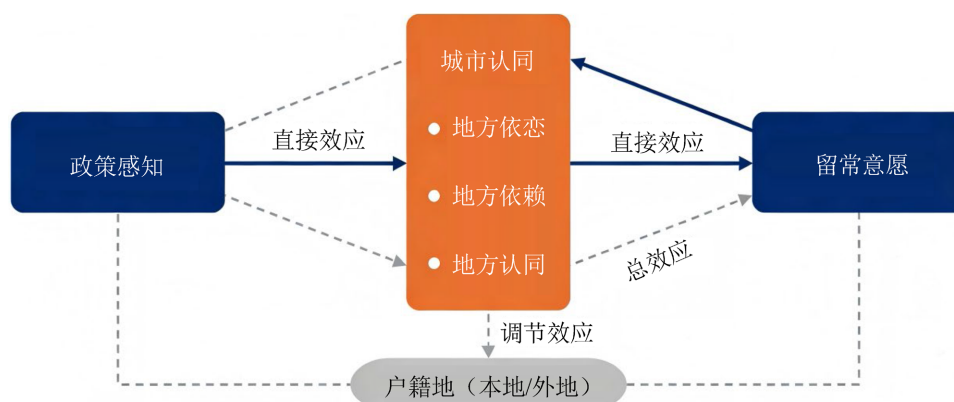 城市认同
政策感知
直接效应
地方依恋
地方依赖
地方认同
直接效应
留常意愿
总效应
调节效应
户籍地（本地/外地）